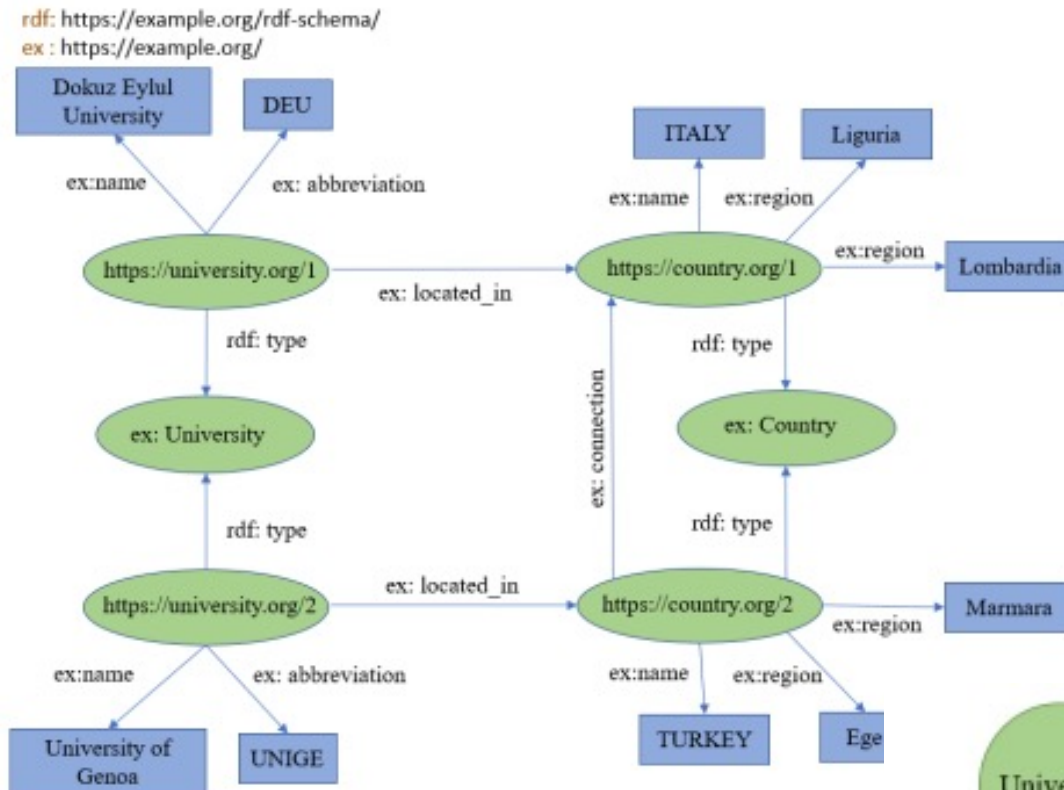 rdf: https://example.org/rdf-schema/
ex : https://example.org/
Dokuz Eylul
University
DEU
ITALY
Liguria
ex:name
ex: abbreviation
ex:name
ex:region
https://university.org/1
ex: located_in
https://country.org/1
ex:region
Lombardia
rdf: type
rdf: type
ex: University
ex: connection
ex: Country
rdf: type
rdf: type
https://university.org/2
ex: located_in
https://country.org/2
ex:region
Marmara
ex:name
ex: abbreviation
ex:name
ex:region
University of
Genoa
UNIGE
TURKEY
Ege